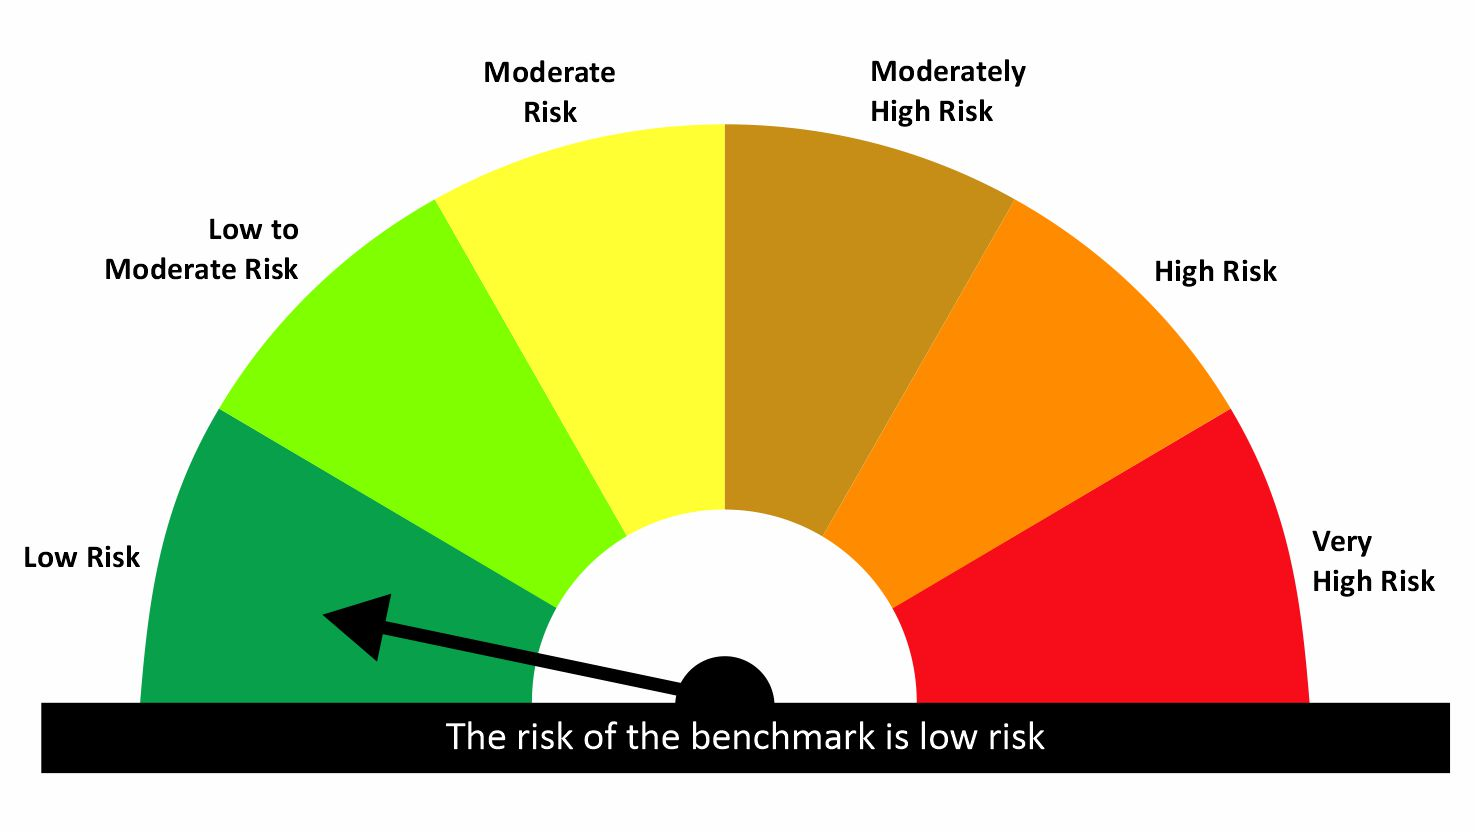 Moderate
Risk
Moderately
High Risk
Low to
Moderate Risk
High Risk
Low Risk
Very
High Risk
The risk of the benchmark is low risk